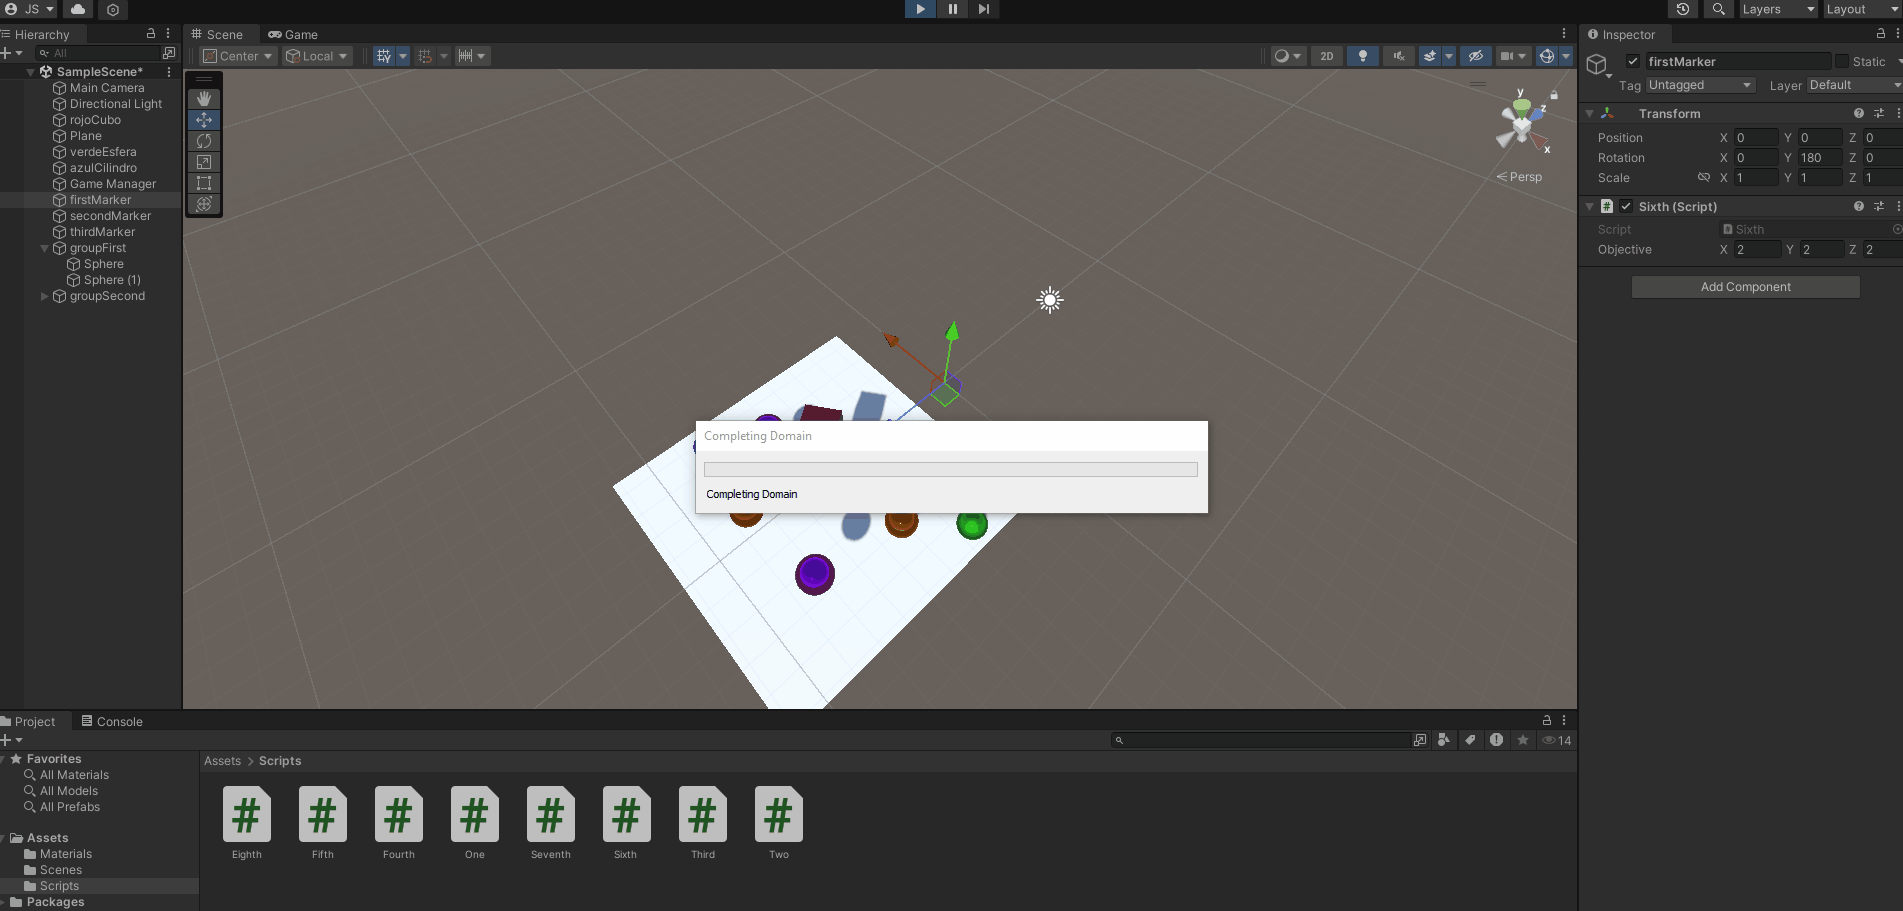 JS
Layers
Layout
Hierarchy
All
SampleScene*
Main Camera
Directional Light
rojoCubo
Plane
verdeEsfera
azulCilindro
Game Manager
firstMarker
secondMarker
thirdMarker
groupFirst
Sphere
Sphere (1)
groupSecond
Scene
Game
Center
Local
2D
y
z
x
Persp
Completing Domain
Completing Domain
Inspector
firstMarker
Static
Tag Untagged Layer Default
Transform
Position X 0 Y 0 Z 0
Rotation X 0 Y 180 Z 0
Scale X 1 Y 1 Z 1
# Sixth (Script)
Script Sixth
Objective X 2 Y 2 Z 2
Add Component
Project
Console
14
Favorites
All Materials
All Models
All Prefabs
Assets
Materials
Scenes
Scripts
Packages
Assets > Scripts
# # # # # # # #
Eighth Fifth Fourth One Seventh Sixth Third Two